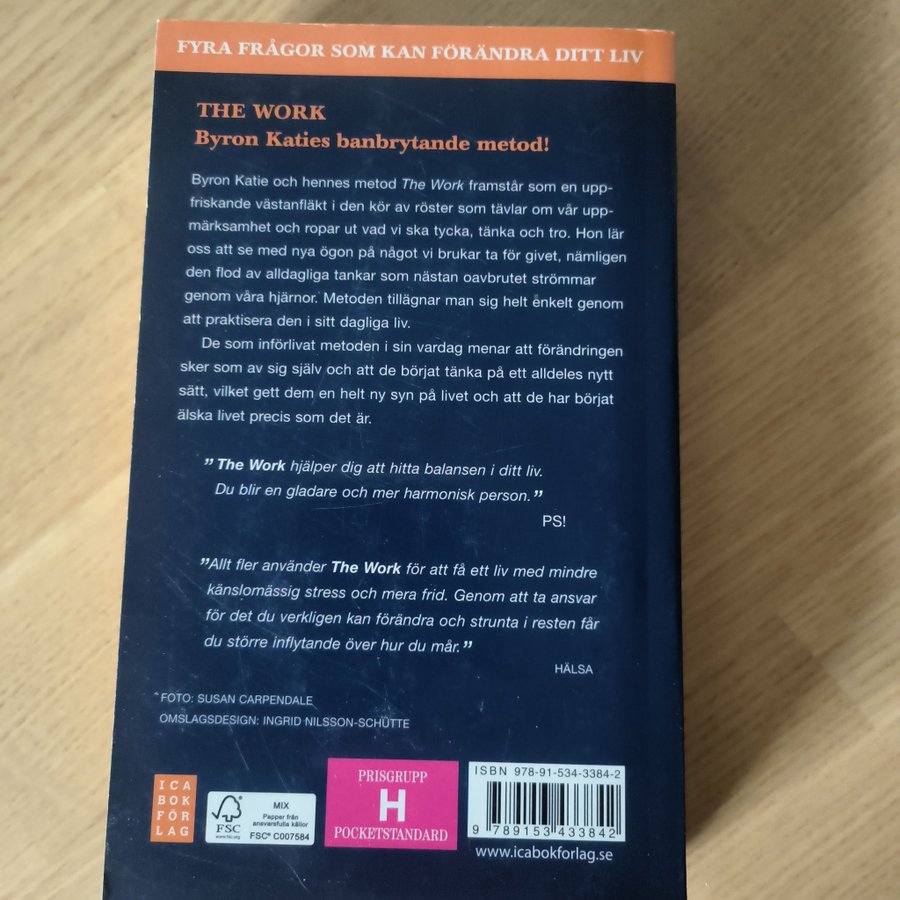 FYRA FRÅGOR SOM KAN FÖRÄNDRA DITT LIV
THE WORK
Byron Katies banbrytande metod!
Byron Katie och hennes metod The Work framstår som en upp-
friskande västanfläkt i den kör av röster som tävlar om vår upp-
märksamhet och ropar ut vad vi ska tycka, tänka och tro. Hon lär
oss att se med nya ögon på något vi brukar ta för givet, nämligen
den flod av alldagliga tankar som nästan oavbrutet strömmar
genom våra hjärnor. Metoden tillägnar man sig helt enkelt genom
att praktisera den i sitt dagliga liv.
De som införlivat metoden i sin vardag menar att förändringen
sker som av sig själv och att de börjat tänka på ett alldeles nytt
sätt, vilket gett dem en helt ny syn på livet och att de har börjat
älska livet precis som det är.
”The Work hjälper dig att hitta balansen i ditt liv.
Du blir en gladare och mer harmonisk person.”
PS!
”Allt fler använder The Work för att få ett liv med mindre
känslomässig stress och mera frid. Genom att ta ansvar
för det du verkligen kan förändra och strunta i resten får
du större inflytande över hur du mår.”
HÄLSA
FOTO: SUSAN CARPENDALE
OMSLAGSDESIGN: INGRID NILSSON-SCHÜTTE
ICA
BOK
FÖR
LAG
FSC
www.fsc.org
MIX
Papper från
ansvarsfulla källor
FSC® C007584
PRISGRUPP
H
POCKETSTANDARD
ISBN 978-91-534-3384-2
9 789153 433842
www.icabokforlag.se